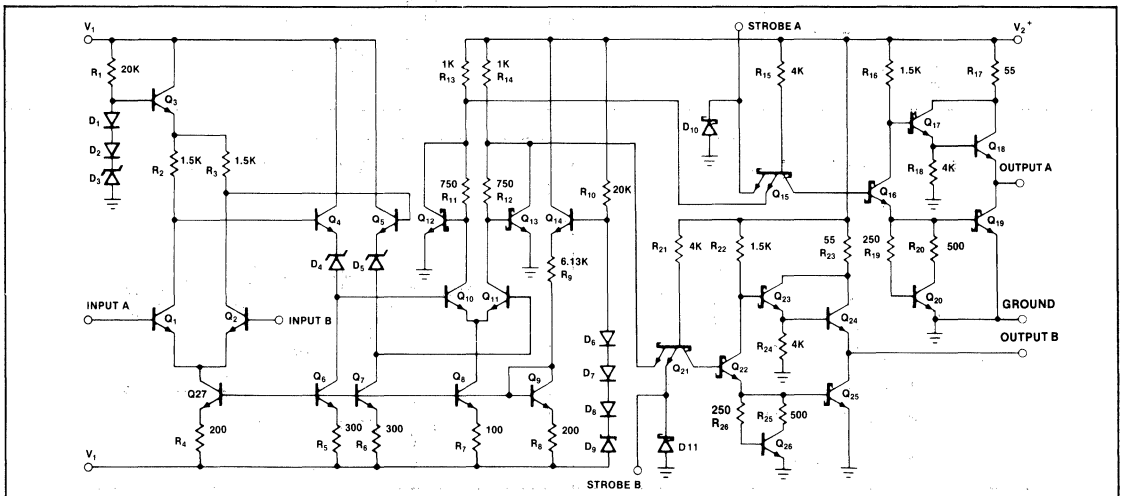 STROBE A
V1
V2+
R1 20K
Q3
D1
D2
D3
1.5K
R2
R3
1.5K
1K
R13
1K
R14
R15
4K
R16
1.5K
R17
55
D10
Q17
Q18
R18
4K
OUTPUT A
Q15
Q16
Q19
Q4
Q5
D4
D5
Q12
750
R11
750
R12
Q13
Q14
R10
20K
6.13K
R9
R21
4K
R22
1.5K
55
R23
250
R19
R20
500
Q20
GROUND
INPUT A
Q1
Q2
INPUT B
Q10
Q11
D6
D7
D8
D9
Q23
Q24
R24
4K
OUTPUT B
Q21
Q22
Q25
Q27
Q6
Q7
Q8
Q9
250
R26
R25
500
Q26
200
R4
300
R5
300
R6
100
R7
200
R8
V1
D11
STROBE B